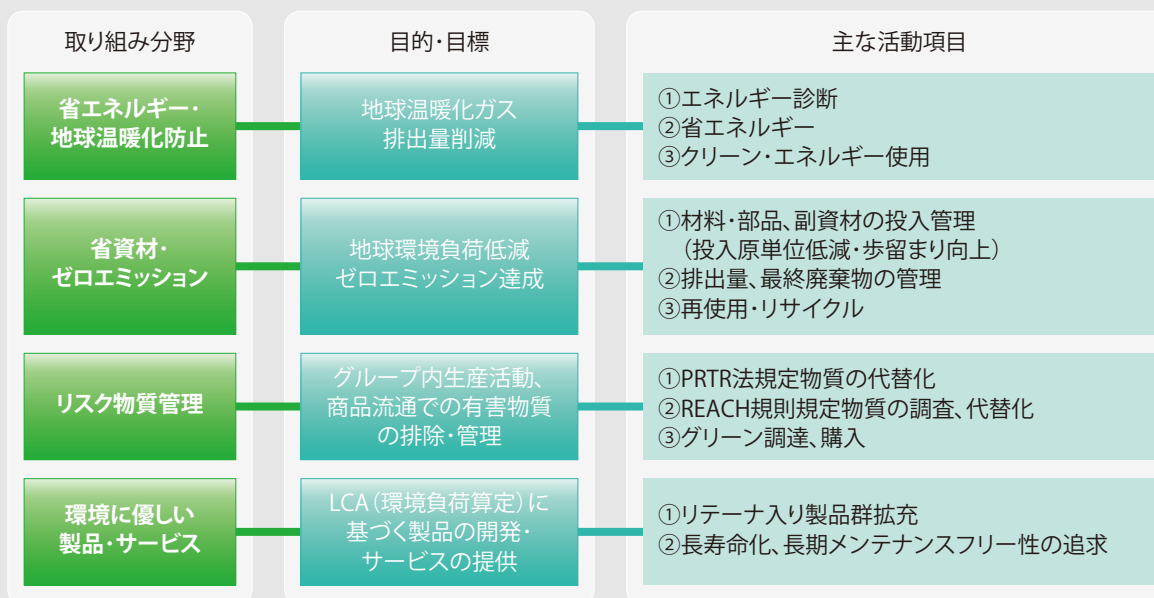 取り組み分野
目的・目標
主な活動項目
省エネルギー・
地球温暖化防止
地球温暖化ガス
排出量削減
①エネルギー診断
②省エネルギー
③クリーン・エネルギー使用
省資材・
ゼロエミッション
地球環境負荷低減
ゼロエミッション達成
①材料・部品、副資材の投入管理
（投入原単位低減・歩留まり向上）
②排出量、最終廃棄物の管理
③再使用・リサイクル
リスク物質管理
グループ内生産活動、
商品流通での有害物質
の排除・管理
①PRTR法規定物質の代替化
②REACH規則規定物質の調査、代替化
③グリーン調達、購入
環境に優しい
製品・サービス
LCA（環境負荷算定）に
基づく製品の開発・
サービスの提供
①リテーナ入り製品群拡充
②長寿命化、長期メンテナンスフリー性の追求